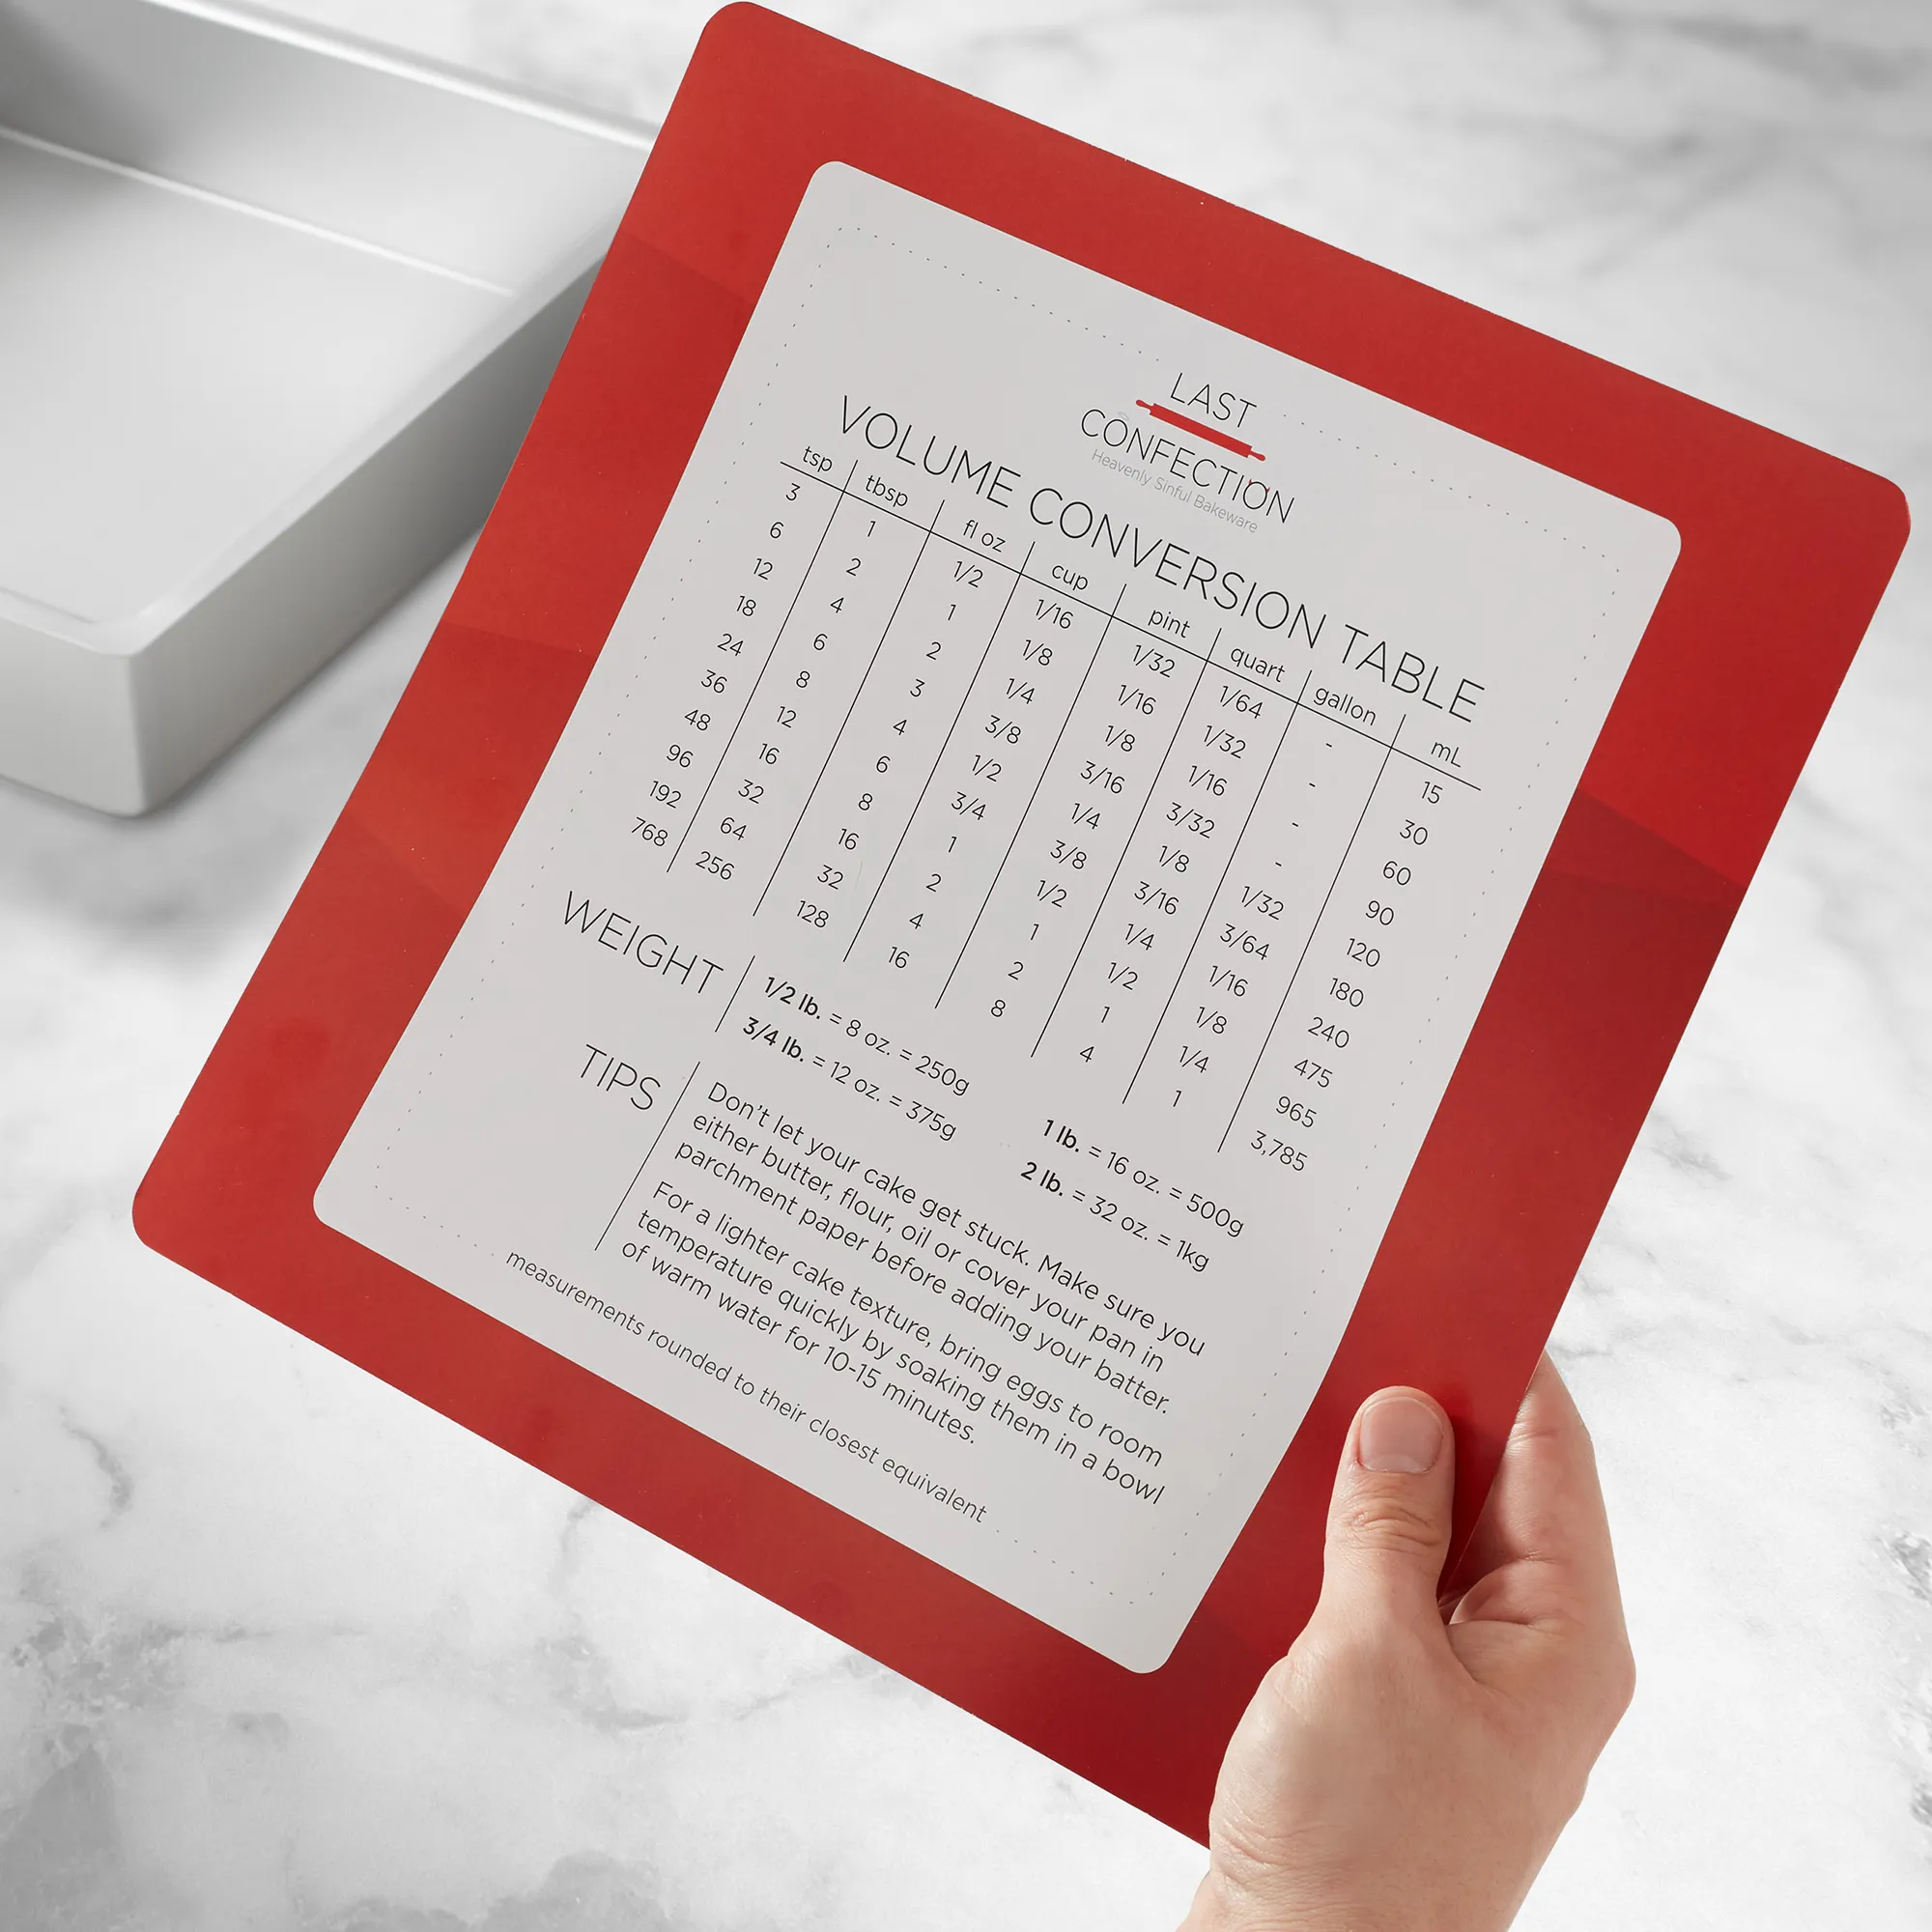 LAST
CONFECTION
Heavenly Sinful Bakeware
VOLUME CONVERSION TABLE
tsp tbsp fl oz cup pint quart gallon mL
3 1 1/2 1/16 1/32 1/64 - 15
6 2 1 1/8 1/16 1/32 - 30
12 4 2 1/4 1/8 1/16 - 60
18 6 3 3/8 3/16 3/32 - 90
24 8 4 1/2 1/4 1/8 1/32 120
36 12 6 3/4 3/8 3/16 3/64 180
48 16 8 1 1/2 1/4 1/16 240
96 32 16 2 1 1/2 1/8 475
192 64 32 4 2 1 1/4 965
768 256 128 16 8 4 1 3,785
WEIGHT
1/2 lb. = 8 oz. = 250g 1 lb. = 16 oz. = 500g
3/4 lb. = 12 oz. = 375g 2 lb. = 32 oz. = 1kg
TIPS
Don't let your cake get stuck. Make sure you
either butter, flour, oil or cover your pan in
parchment paper before adding your batter.
For a lighter cake texture, bring eggs to room
temperature quickly by soaking them in a bowl
of warm water for 10-15 minutes.
measurements rounded to their closest equivalent